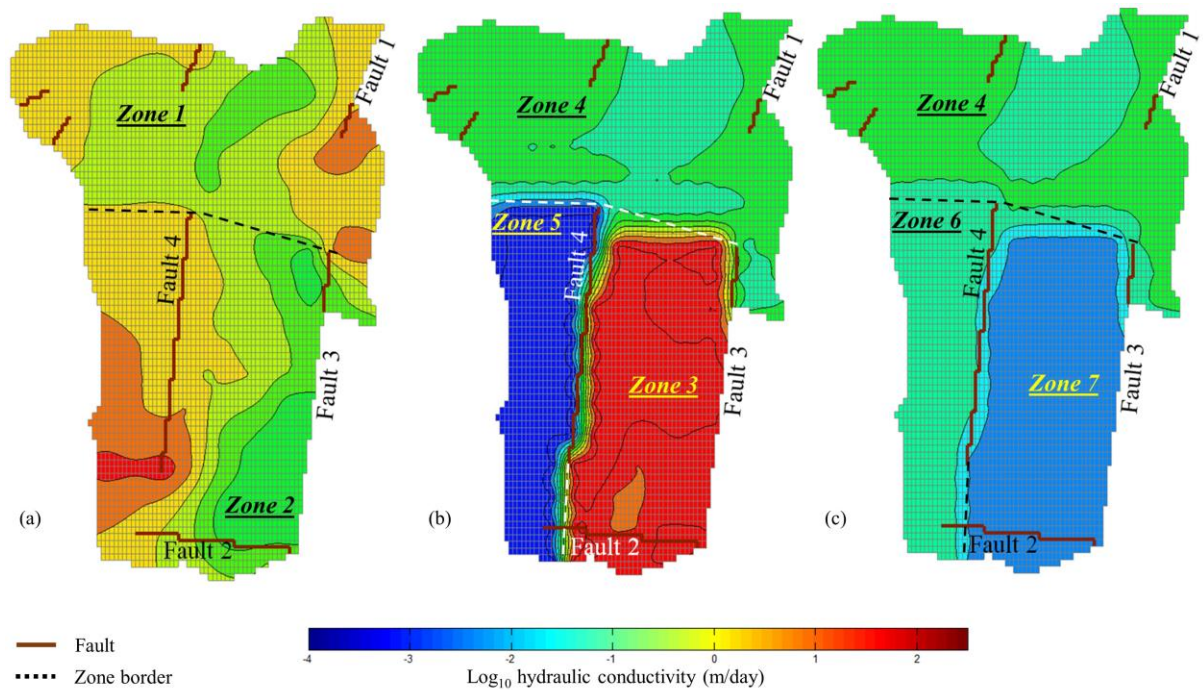 Fault 1
Zone 1
Fault 4
Fault 3
Zone 2
Fault 2
(a)
Fault 1
Zone 4
Zone 5
Fault 4
Zone 3
Fault 3
Fault 2
(b)
Fault 1
Zone 4
Zone 6
Fault 4
Zone 7
Fault 3
Fault 2
(c)
Fault
Zone border
-4 -3 -2 -1 0 1 2
Log₁₀ hydraulic conductivity (m/day)